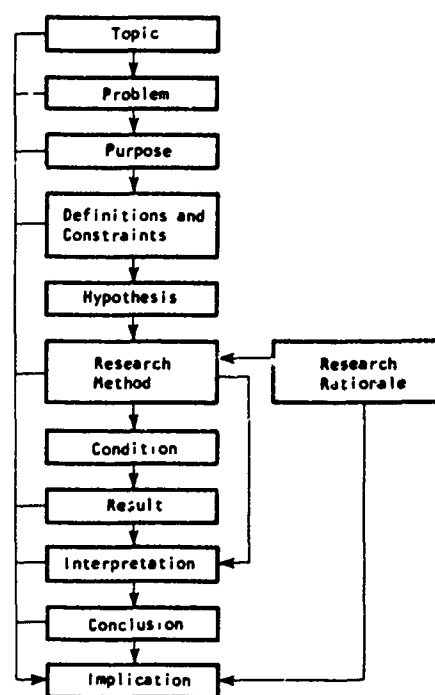 Topic
Problem
Purpose
Definitions and
Constraints
Hypothesis
Research
Method
Research
Rationale
Condition
Result
Interpretation
Conclusion
Implication